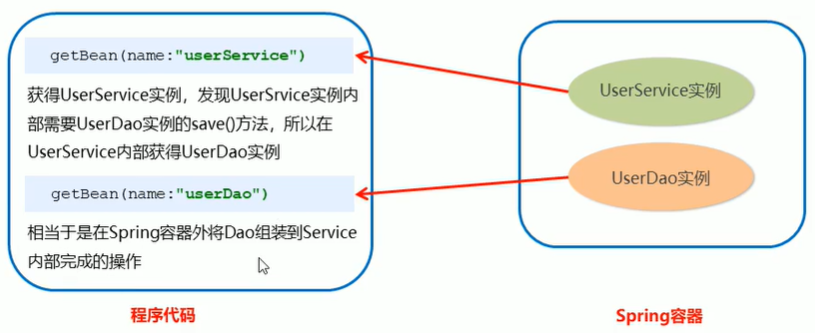 getBean(name:"userService")
获得UserService实例，发现UserSrvice实例内
部需要UserDao实例的save()方法，所以在
UserService内部获得UserDao实例
getBean(name:"userDao")
相当于是在Spring容器外将Dao组装到Service
内部完成的操作
程序代码
UserService实例
UserDao实例
Spring容器